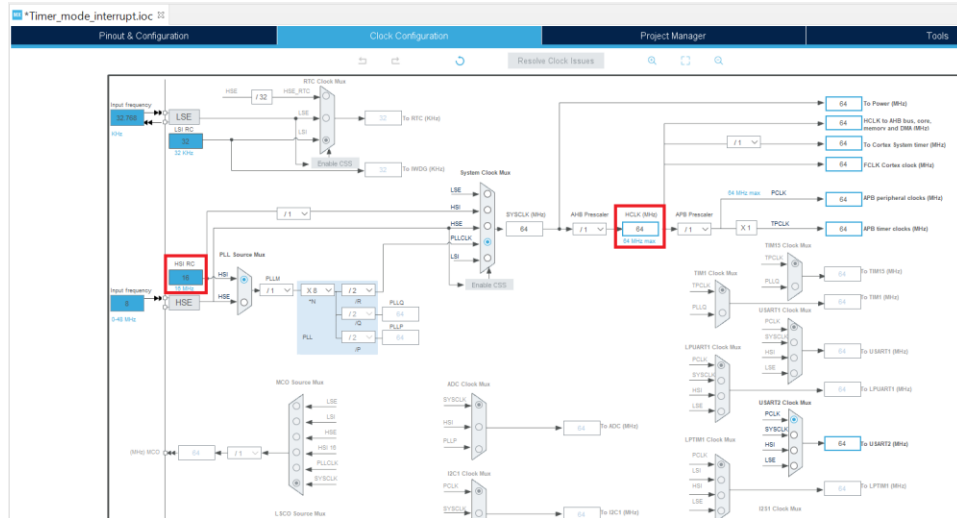 *Timer_mode_interrupt.ioc
Pinout & Configuration
Clock Configuration
Project Manager
Tools
Resolve Clock Issues
RTC Clock Mux
HSE
/ 32
HSE_RTC
Input frequency
32.768
KHz
LSE
LSE
LSI RC
32
32 KHz
LSI
32
To RTC (KHz)
Enable CSS
32
To IWDG (KHz)
System Clock Mux
LSE
HSI
/ 1
HSE
PLLCLK
LSI
Enable CSS
SYSCLK (MHz)
64
AHB Prescaler
/ 1
HCLK (MHz)
64
64 MHz max
APB Prescaler
/ 1
64
To Power (MHz)
64
HCLK to AHB bus, core,
memory and DMA (MHz)
/ 1
64
To Cortex System timer (MHz)
64
FCLK Cortex clock (MHz)
64 MHz max
PCLK
64
APB peripheral clocks (MHz)
X 1
TPCLK
64
APB timer clocks (MHz)
HSI RC
16
16 MHz
PLL Source Mux
HSI
HSE
Input frequency
8
0-48 MHz
HSE
PLLM
/ 1
X 8
*N
/ 2
/R
/ 2
/Q
PLLQ
64
/ 2
/P
PLLP
64
PLL
TIM15 Clock Mux
TPCLK
PLLQ
64
To TIM15 (MHz)
TIM1 Clock Mux
TPCLK
PLLQ
64
To TIM1 (MHz)
USART1 Clock Mux
PCLK
SYSCLK
HSI
LSE
64
To USART1 (MHz)
LPUART1 Clock Mux
PCLK
SYSCLK
HSI
LSE
64
To LPUART1 (MHz)
USART2 Clock Mux
PCLK
SYSCLK
HSI
LSE
64
To USART2 (MHz)
MCO Source Mux
LSE
LSI
HSE
HSI 16
PLLCLK
SYSCLK
(MHz) MCO
64
/ 1
ADC Clock Mux
SYSCLK
HSI
PLLP
64
To ADC (MHz)
LPTIM1 Clock Mux
PCLK
LSI
HSI
LSE
64
To LPTIM1 (MHz)
I2C1 Clock Mux
PCLK
SYSCLK
64
To I2C1 (MHz)
LSCO Source Mux
I2S1 Clock Mux